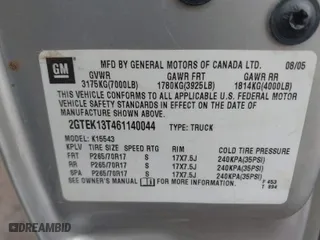 GM
MFD BY GENERAL MOTORS OF CANADA LTD. 08/05
GVWR GAWR FRT GAWR RR
3175KG(7000LB) 1780KG(3925LB) 1814KG(4000LB)
THIS VEHICLE CONFORMS TO ALL APPLICABLE U.S. FEDERAL
MOTOR VEHICLE SAFETY STANDARDS IN EFFECT ON THE DATE
OF MANUFACTURE SHOWN ABOVE.
2GTEK13T461140044 TYPE: TRUCK
MODEL: K15543
KPLV TIRE SIZE SPEED RTG RIM COLD TIRE PRESSURE
FRT P265/70R17 S 17X7.5J 240KPA(35PSI)
RR P265/70R17 S 17X7.5J 240KPA(35PSI)
SPA P265/70R17 S 17X7.5J 240KPA(35PSI)
SEE OWNER'S MANUAL FOR ADDITIONAL INFORMATION.
DREAMBID.COM